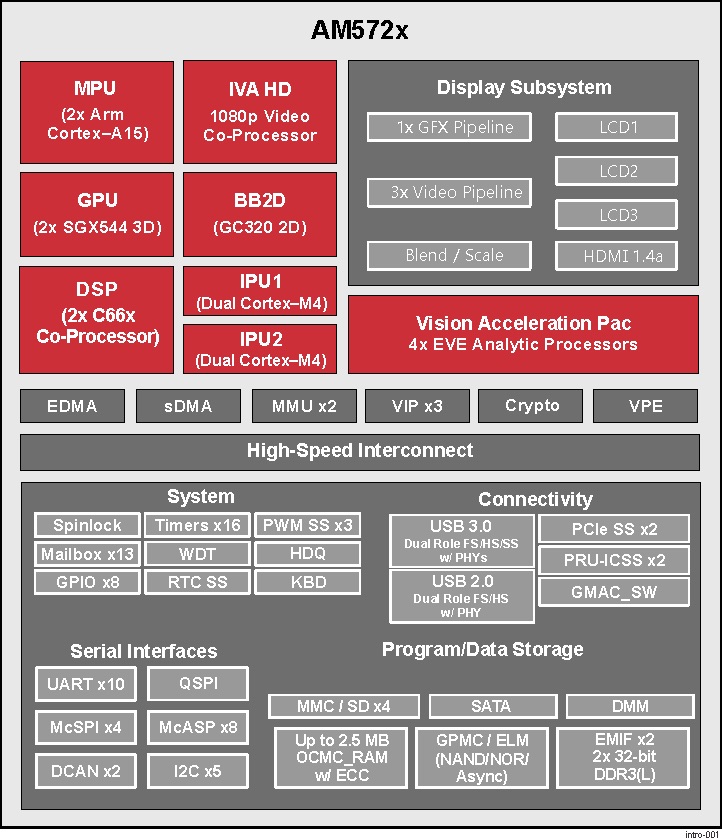 AM572x
MPU
(2x Arm
Cortex–A15)
IVA HD
1080p Video
Co-Processor
Display Subsystem
1x GFX Pipeline
LCD1
LCD2
3x Video Pipeline
LCD3
Blend / Scale
HDMI 1.4a
GPU
(2x SGX544 3D)
BB2D
(GC320 2D)
DSP
(2x C66x
Co-Processor)
IPU1
(Dual Cortex–M4)
IPU2
(Dual Cortex–M4)
Vision Acceleration Pac
4x EVE Analytic Processors
EDMA
sDMA
MMU x2
VIP x3
Crypto
VPE
High-Speed Interconnect
System
Spinlock
Timers x16
PWM SS x3
Mailbox x13
WDT
HDQ
GPIO x8
RTC SS
KBD
Connectivity
USB 3.0
Dual Role FS/HS/SS
w/ PHYs
USB 2.0
Dual Role FS/HS
w/ PHY
PCIe SS x2
PRU-ICSS x2
GMAC_SW
Serial Interfaces
UART x10
QSPI
McSPI x4
McASP x8
DCAN x2
I2C x5
Program/Data Storage
MMC / SD x4
SATA
DMM
Up to 2.5 MB
OCMC_RAM
w/ ECC
GPMC / ELM
(NAND/NOR/
Async)
EMIF x2
2x 32-bit
DDR3(L)
intro-001